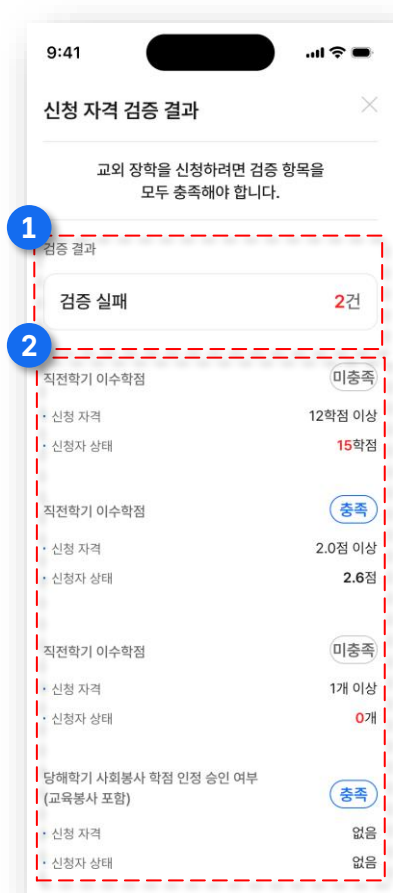 9:41
신청 자격 검증 결과
교외 장학을 신청하려면 검증 항목을
모두 충족해야 합니다.
1
검증 결과
검증 실패 2건
2
직전학기 이수학점 미충족
· 신청 자격 12학점 이상
· 신청자 상태 15학점
직전학기 이수학점 충족
· 신청 자격 2.0점 이상
· 신청자 상태 2.6점
직전학기 이수학점 미충족
· 신청 자격 1개 이상
· 신청자 상태 0개
당해학기 사회봉사 학점 인정 승인 여부
(교육봉사 포함) 충족
· 신청 자격 없음
· 신청자 상태 없음